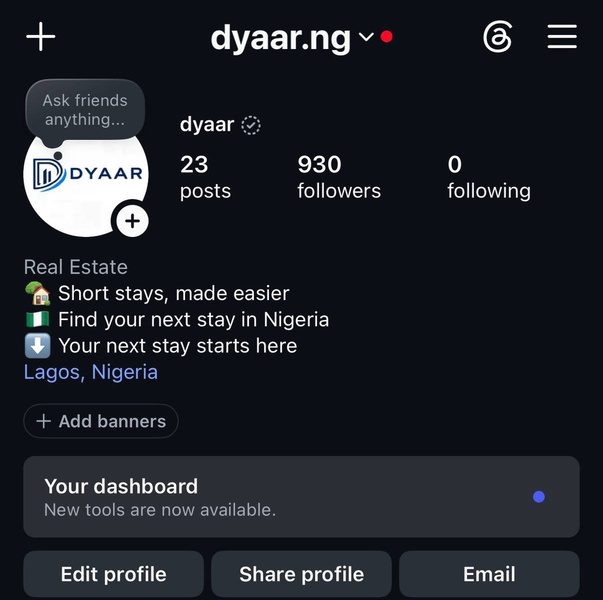 dyaar.ng
Ask friends
anything...
DYAAR
dyaar
23 930 0
posts followers following
Real Estate
🏡 Short stays, made easier
🇳🇬 Find your next stay in Nigeria
⬇️ Your next stay starts here
Lagos, Nigeria
+ Add banners
Your dashboard
New tools are now available.
Edit profile Share profile Email